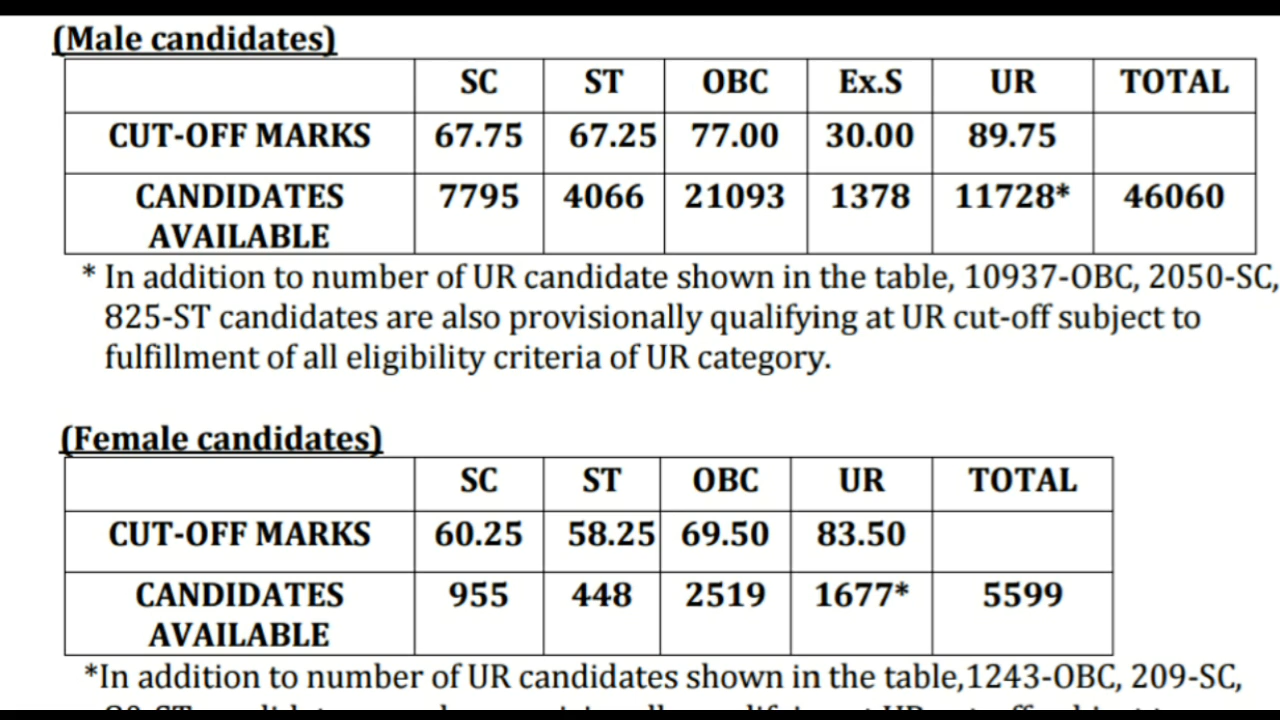 (Male candidates)
SC ST OBC Ex.S UR TOTAL
CUT-OFF MARKS 67.75 67.25 77.00 30.00 89.75
CANDIDATES AVAILABLE 7795 4066 21093 1378 11728* 46060
* In addition to number of UR candidate shown in the table, 10937-OBC, 2050-SC,
825-ST candidates are also provisionally qualifying at UR cut-off subject to
fulfillment of all eligibility criteria of UR category.
(Female candidates)
SC ST OBC UR TOTAL
CUT-OFF MARKS 60.25 58.25 69.50 83.50
CANDIDATES AVAILABLE 955 448 2519 1677* 5599
*In addition to number of UR candidates shown in the table,1243-OBC, 209-SC,